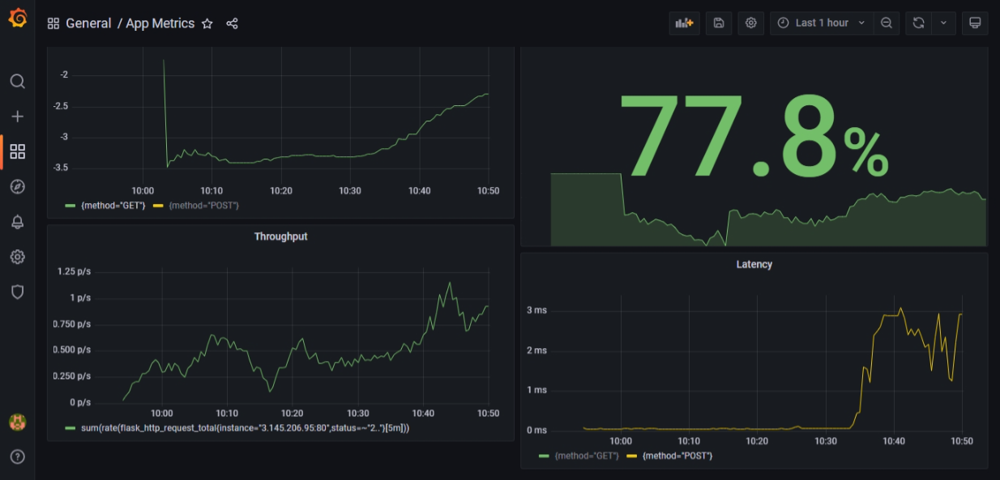 General / App Metrics
Last 1 hour
-2
-2.5
-3
-3.5
10:00 10:10 10:20 10:30 10:40 10:50
{method="GET"} {method="POST"}
77.8%
Throughput
1.25 p/s
1 p/s
0.750 p/s
0.500 p/s
0.250 p/s
0 p/s
10:00 10:10 10:20 10:30 10:40 10:50
sum(rate(flask_http_request_total{instance="3.145.206.95:80",status=~"2.."}[5m]))
Latency
3 ms
2 ms
1 ms
0 ms
10:00 10:10 10:20 10:30 10:40 10:50
{method="GET"} {method="POST"}